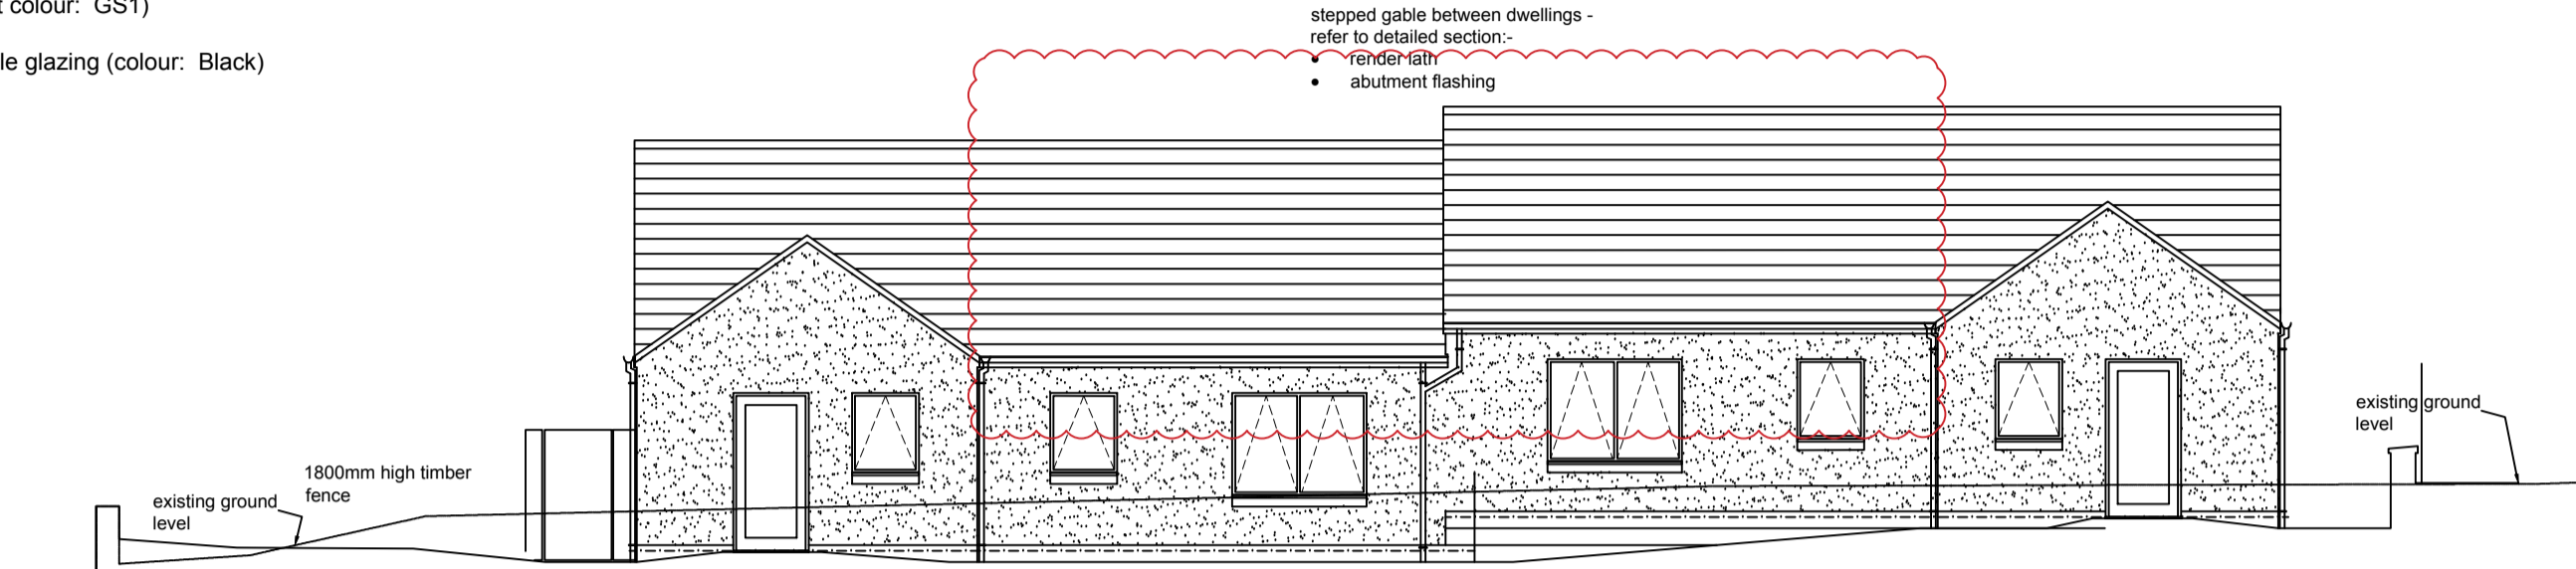 t colour: GS1)
le glazing (colour: Black)
stepped gable between dwellings -
refer to detailed section:-
• render lath
• abutment flashing
existing ground
level
1800mm high timber
fence
existing ground
level